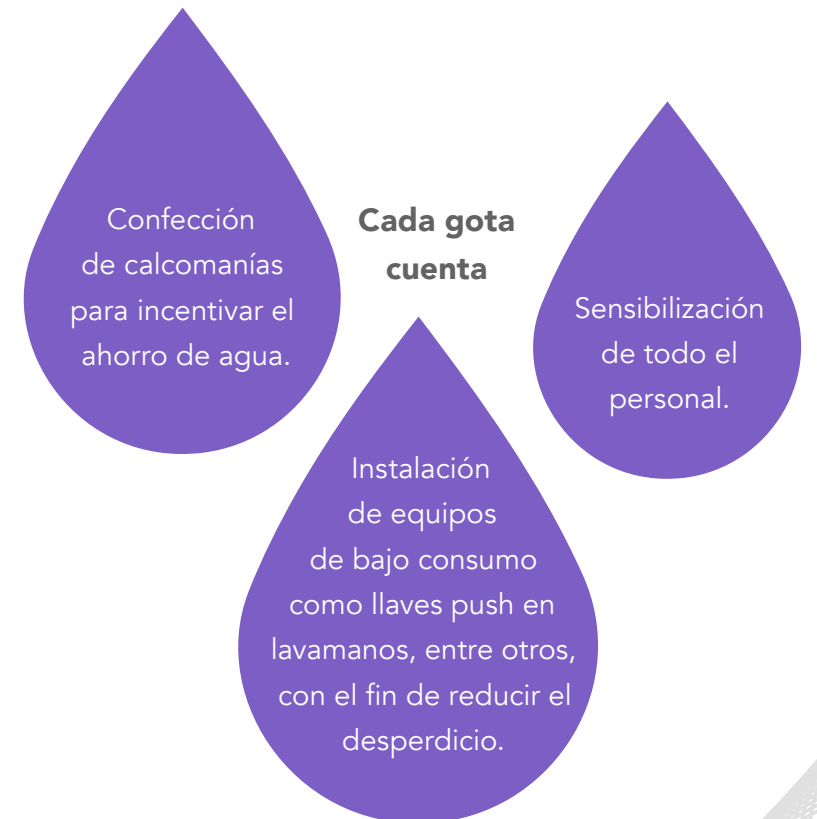 Confección
de calcomanías
para incentivar el
ahorro de agua.
Cada gota
cuenta
Sensibilización
de todo el
personal.
Instalación
de equipos
de bajo consumo
como llaves push en
lavamanos, entre otros,
con el fin de reducir el
desperdicio.